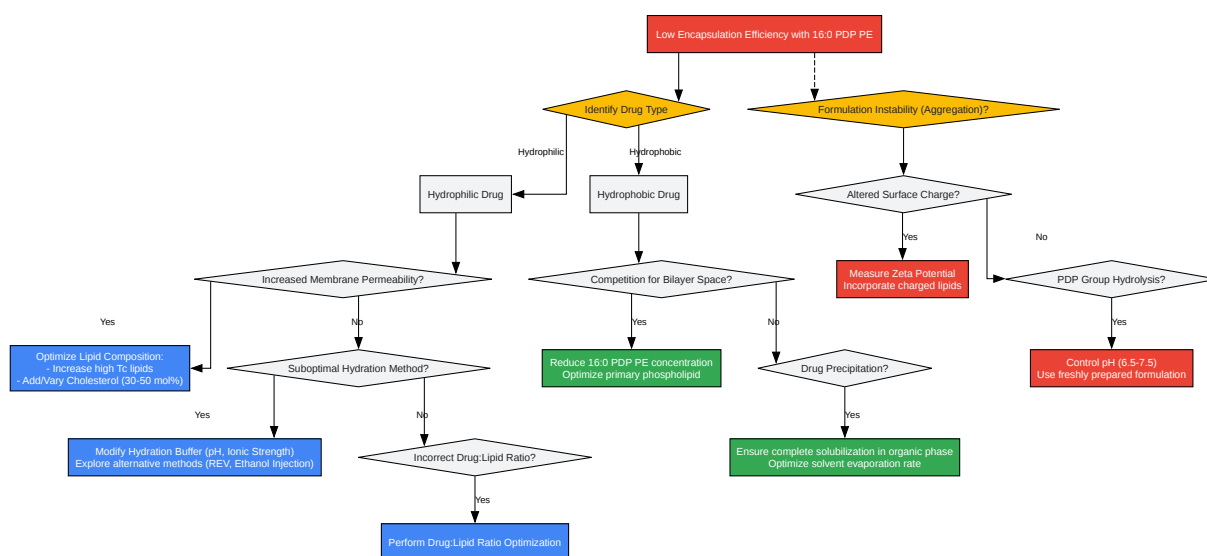 Low Encapsulation Efficiency with 16:0 PDP PE
Identify Drug Type
Formulation Instability (Aggregation)?
Hydrophilic
Hydrophobic
Hydrophilic Drug
Hydrophobic Drug
Altered Surface Charge?
Yes
No
Increased Membrane Permeability?
Competition for Bilayer Space?
Measure Zeta Potential
Incorporate charged lipids
PDP Group Hydrolysis?
Yes
No
Yes
No
Yes
Optimize Lipid Composition:
- Increase high Tc lipids
- Add/Vary Cholesterol (30-50 mol%)
Suboptimal Hydration Method?
Reduce 16:0 PDP PE concentration
Optimize primary phospholipid
Drug Precipitation?
Control pH (6.5-7.5)
Use freshly prepared formulation
Yes
No
Yes
Modify Hydration Buffer (pH, Ionic Strength)
Explore alternative methods (REV, Ethanol Injection)
Incorrect Drug:Lipid Ratio?
Ensure complete solubilization in organic phase
Optimize solvent evaporation rate
Yes
Perform Drug:Lipid Ratio Optimization